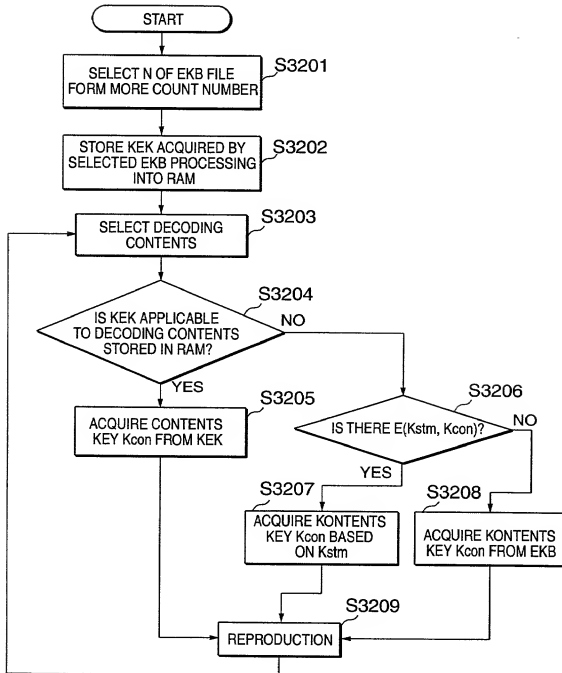 START
S3201
SELECT N OF EKB FILE
FORM MORE COUNT NUMBER
S3202
STORE KEK ACQUIRED BY
SELECTED EKB PROCESSING
INTO RAM
S3203
SELECT DECODING
CONTENTS
S3204
IS KEK APPLICABLE
TO DECODING CONTENTS
STORED IN RAM?
NO
YES
S3205
ACQUIRE CONTENTS
KEY Kcon FROM KEK
S3206
IS THERE E(Kstm, Kcon)?
NO
YES
S3207
ACQUIRE KONTENTS
KEY Kcon BASED
ON Kstm
S3208
ACQUIRE KONTENTS
KEY Kcon FROM EKB
S3209
REPRODUCTION